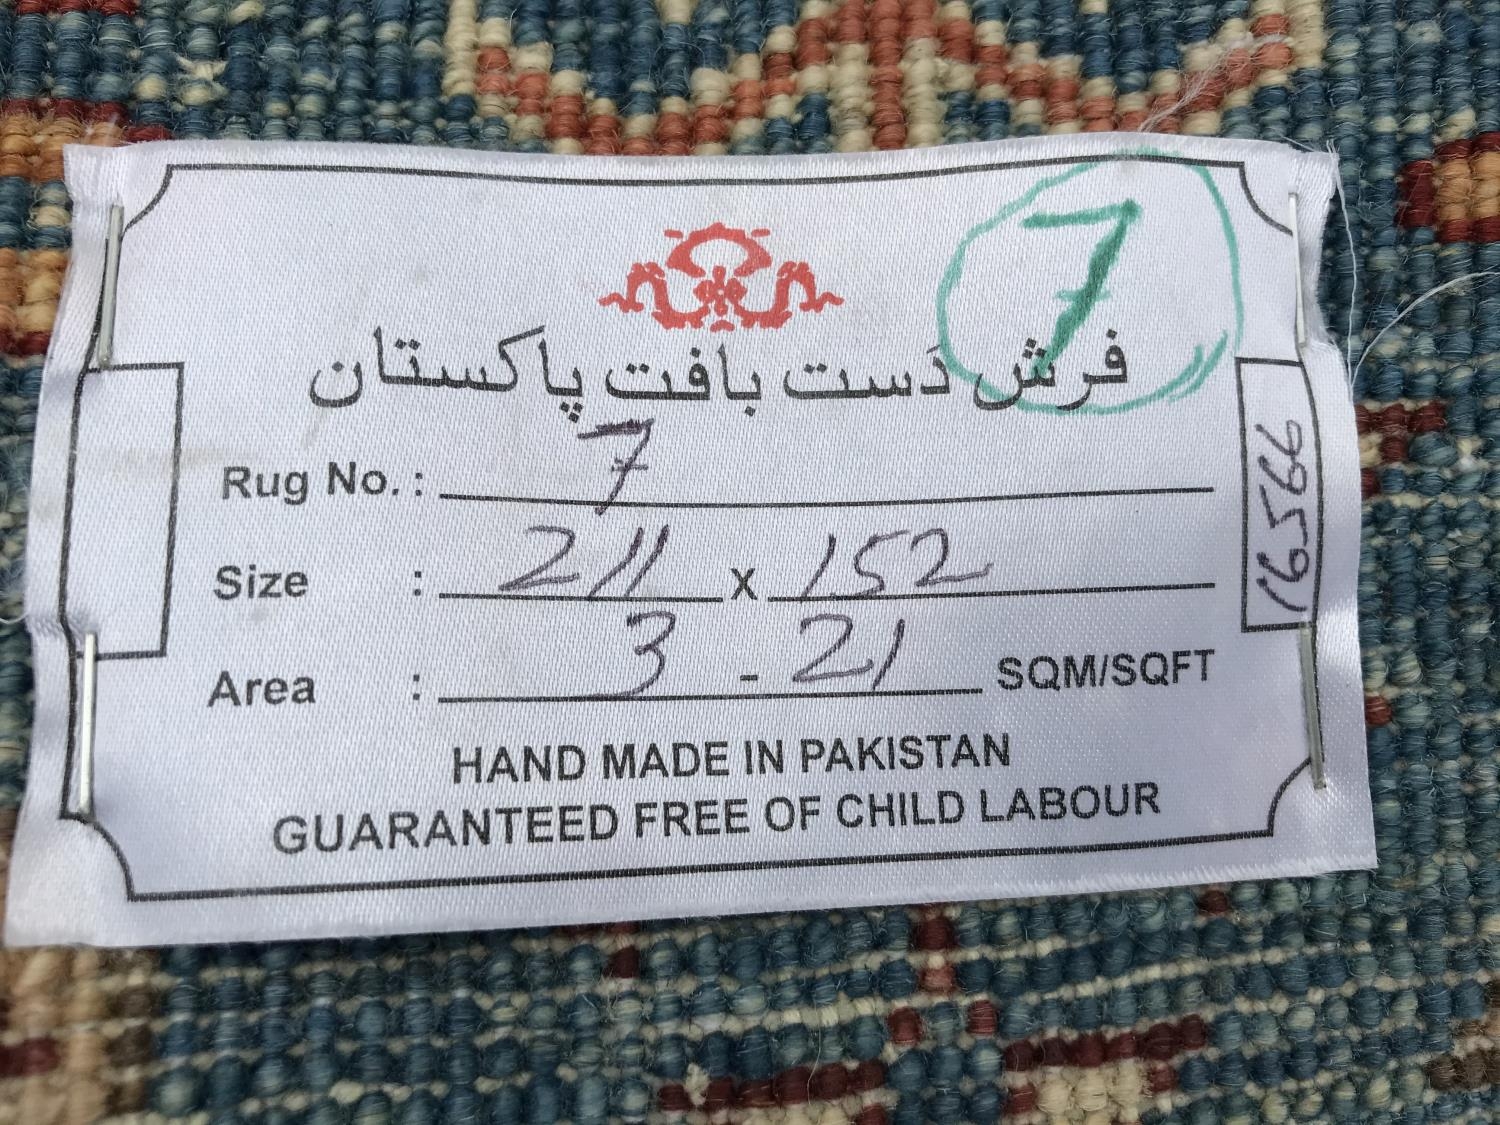 7
فرش دَست بافت پاکستان
Rug No. : 7
Size : 211 x 152
Area : 3 - 21 SQM/SQFT
HAND MADE IN PAKISTAN
GUARANTEED FREE OF CHILD LABOUR
16566